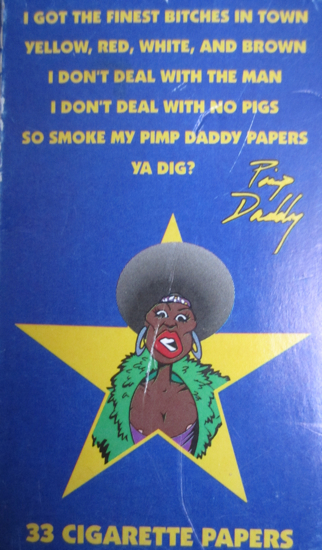 I GOT THE FINEST BITCHES IN TOWN
YELLOW, RED, WHITE, AND BROWN
I DON'T DEAL WITH THE MAN
I DON'T DEAL WITH NO PIGS
SO SMOKE MY PIMP DADDY PAPERS
YA DIG?
Pimp
Daddy
33 CIGARETTE PAPERS